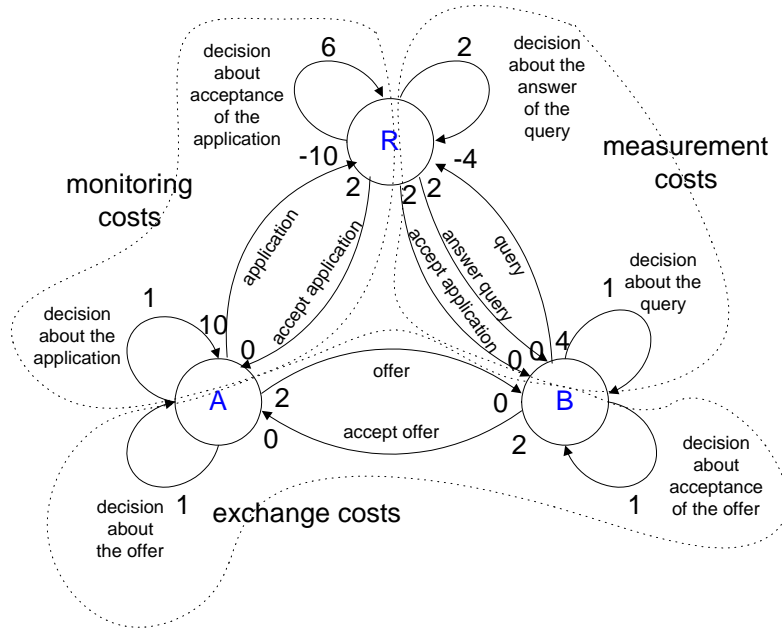 6
2
decision
about
acceptance
of the
application
decision
about the
answer
of the
query
R
-10
-4
2
2
2
monitoring
costs
measurement
costs
application
accept application
accept application
answer query
query
decision
about the
application
1
10
0
decision
about the
query
1
0
0
4
A
B
offer
2
0
accept offer
0
2
decision
about
the offer
1
exchange costs
decision
about
acceptance
of the offer
1